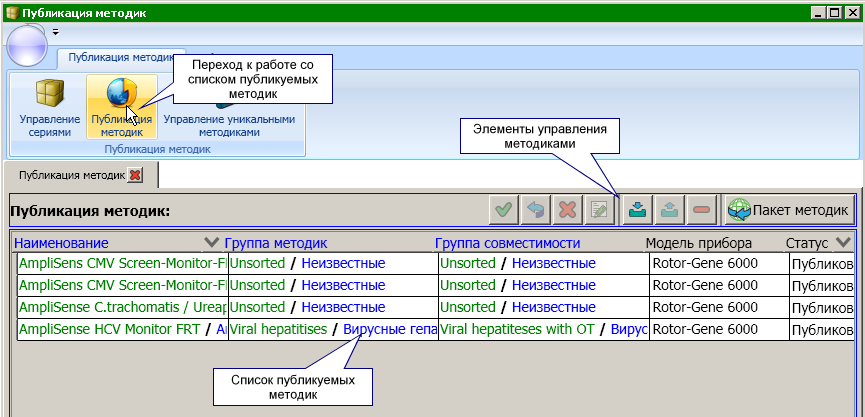 Публикация методик
Публикация методик
Переход к работе со
списком публикуемых
методик
Управление
сериями
Публикация
методик
Управление уникальными
методиками
Публикация методик
Элементы управления
методиками
Публикация методик
Публикация методик:
Пакет методик
Наименование Группа методик Группа совместимости Модель прибора Статус
AmpliSens CMV Screen-Monitor-F Unsorted / Неизвестные Unsorted / Неизвестные Rotor-Gene 6000 Публиков
AmpliSens CMV Screen-Monitor-F Unsorted / Неизвестные Unsorted / Неизвестные Rotor-Gene 6000 Публиков
AmpliSense C.trachomatis / Ureap Unsorted / Неизвестные Unsorted / Неизвестные Rotor-Gene 6000 Публиков
AmpliSense HCV Monitor FRT / A Viral hepatitises / Вирусные гепа Viral hepatiteses with OT / Вирус Rotor-Gene 6000 Публиков
Список публикуемых
методик